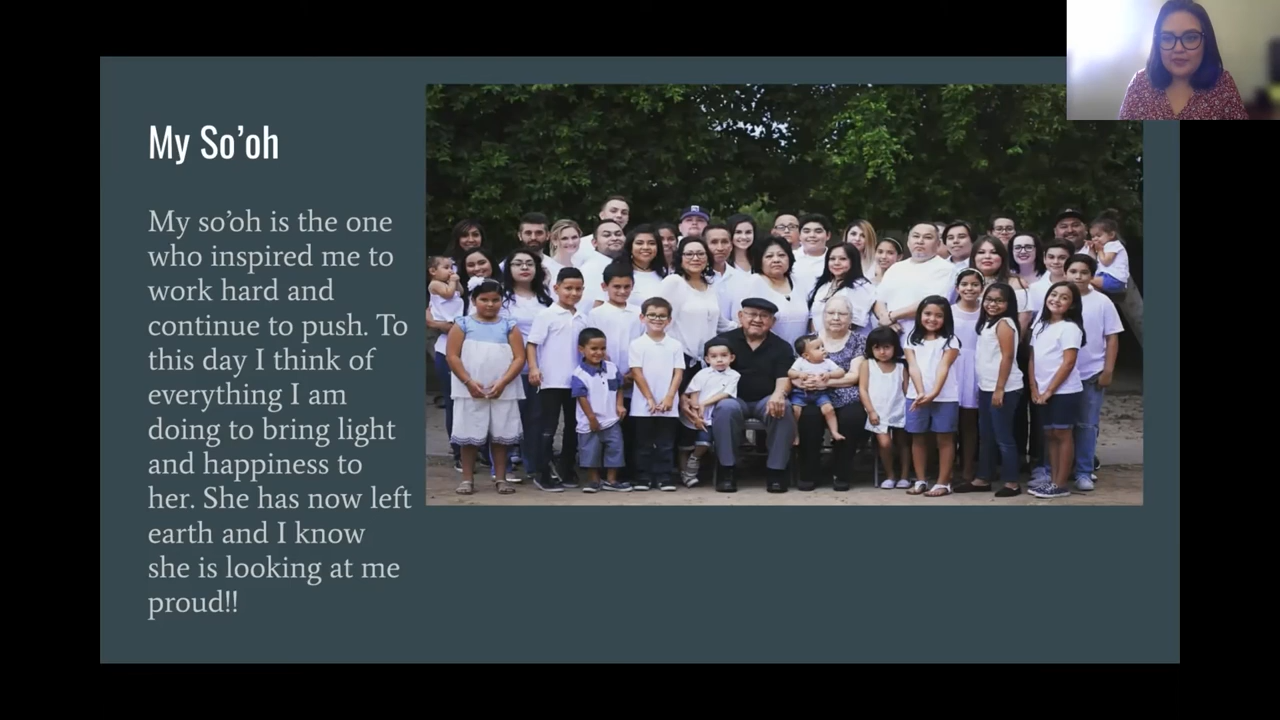 My So’oh
My so’oh is the one
who inspired me to
work hard and
continue to push. To
this day I think of
everything I am
doing to bring light
and happiness to
her. She has now left
earth and I know
she is looking at me
proud!!